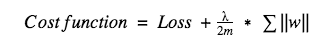 Cost function = Loss + λ/2m * ∑ ||w||